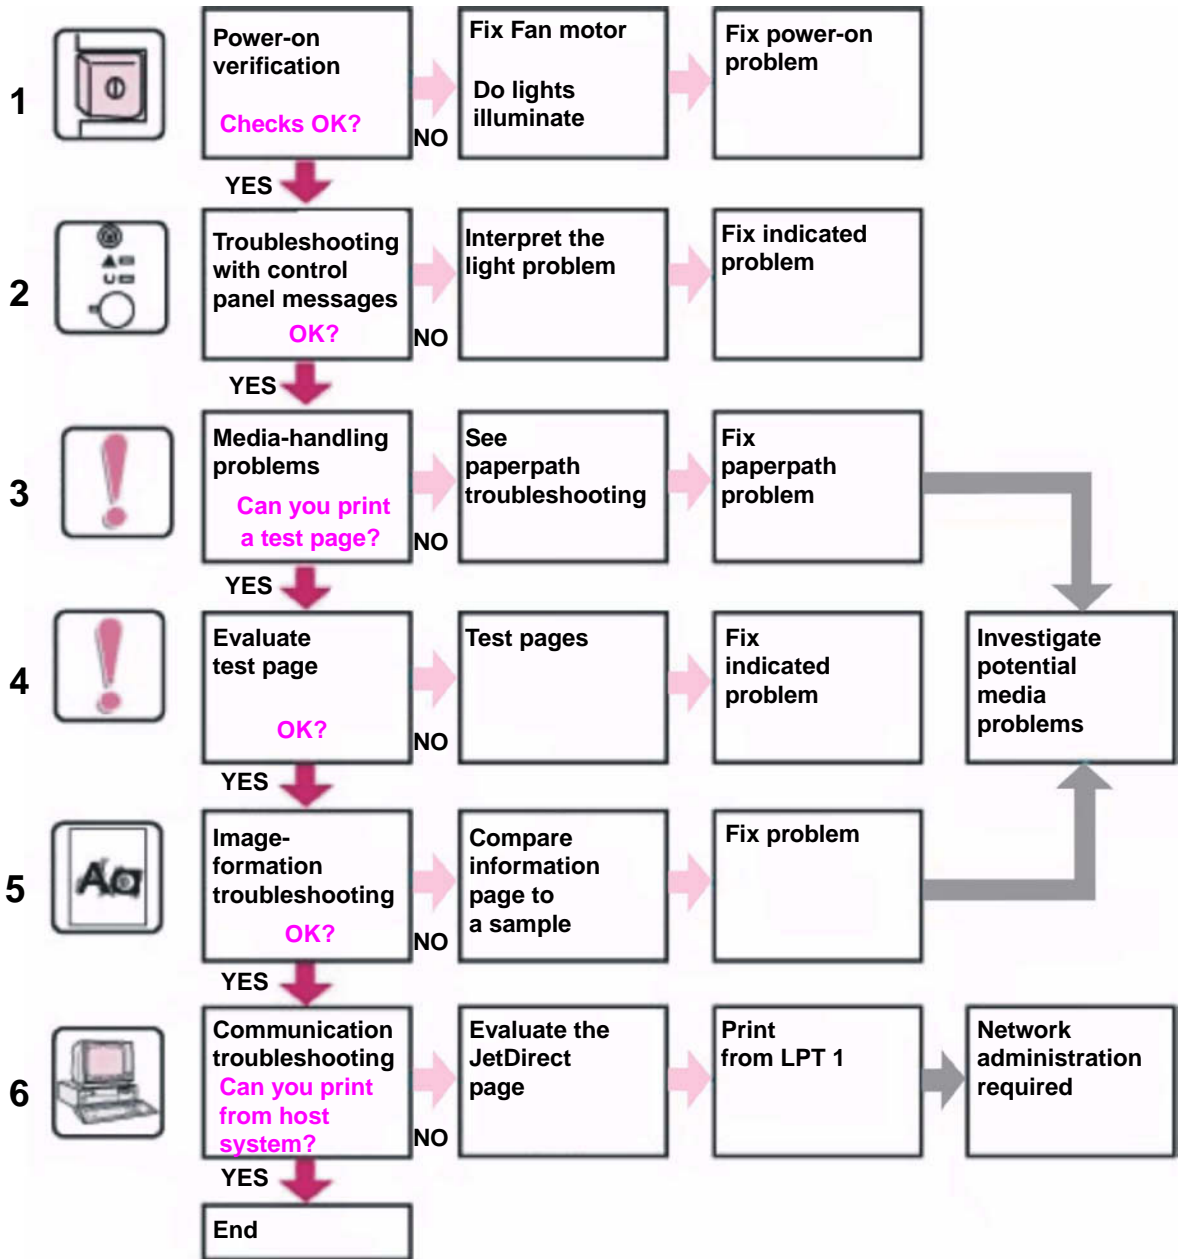 1
Power-on
verification
Checks OK?
NO
Fix Fan motor
Do lights
illuminate
Fix power-on
problem
YES
2
Troubleshooting
with control
panel messages
OK?
NO
Interpret the
light problem
Fix indicated
problem
YES
3
Media-handling
problems
Can you print
a test page?
NO
See
paperpath
troubleshooting
Fix
paperpath
problem
YES
4
Evaluate
test page
OK?
NO
Test pages
Fix
indicated
problem
Investigate
potential
media
problems
YES
5
Aa
Image-
formation
troubleshooting
OK?
NO
Compare
information
page to
a sample
Fix problem
YES
6
Communication
troubleshooting
Can you print
from host
system?
NO
Evaluate the
JetDirect
page
Print
from LPT 1
Network
administration
required
YES
End